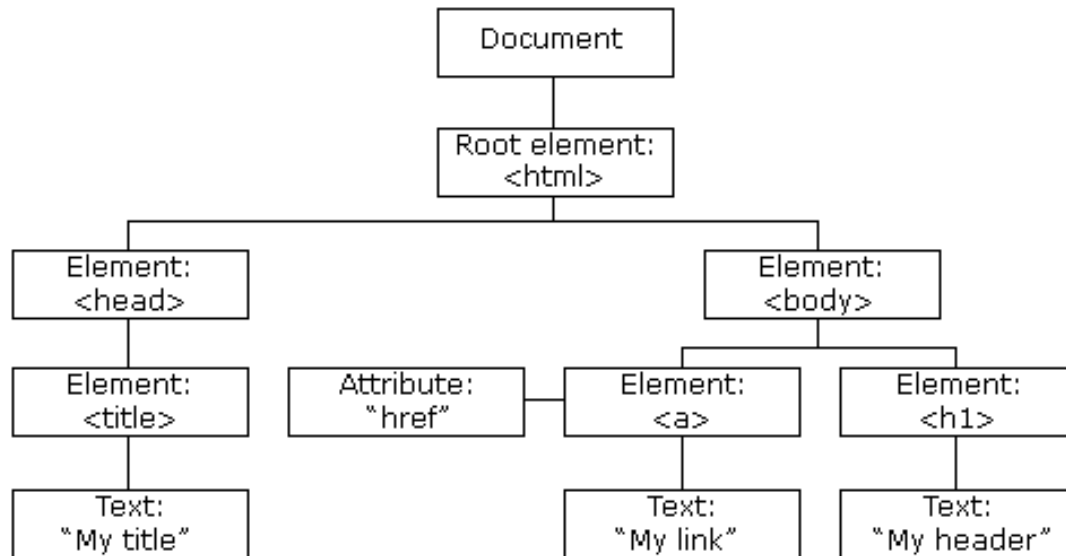 Document
Root element:
<html>
Element:
<head>
Element:
<body>
Element:
<title>
Attribute:
“href”
Element:
<a>
Element:
<h1>
Text:
“My title”
Text:
“My link”
Text:
“My header”